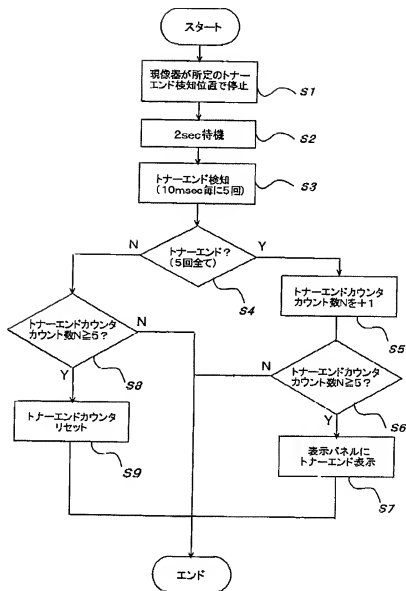 スタート
現像器が所定のトナー
エンド検知位置で停止
S1
2sec待機
S2
トナーエンド検知
(10msec毎に5回)
S3
N
トナーエンド?
(5回全て)
Y
S4
トナーエンドカウンタ
カウント数Nを+1
S5
トナーエンドカウンタ
カウント数N≧5?
N
Y
S8
N
トナーエンドカウンタ
カウント数N≧5?
Y
S6
トナーエンドカウンタ
リセット
S9
表示パネルに
トナーエンド表示
S7
エンド